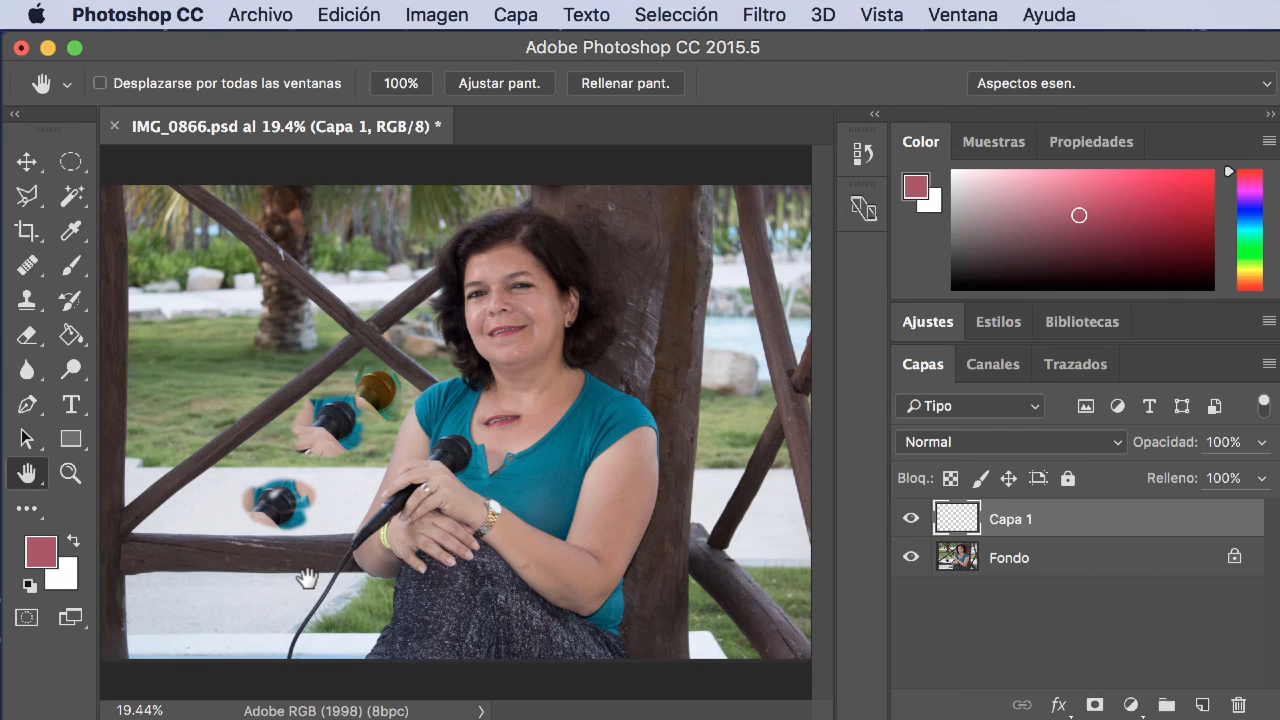 Photoshop CC Archivo Edición Imagen Capa Texto Selección Filtro 3D Vista Ventana Ayuda
Adobe Photoshop CC 2015.5
Desplazarse por todas las ventanas 100% Ajustar pant. Rellenar pant. Aspectos esen.
IMG_0866.psd al 19.4% (Capa 1, RGB/8) *
Color Muestras Propiedades
Ajustes Estilos Bibliotecas
Capas Canales Trazados
Tipo
Normal Opacidad: 100%
Bloq.: Relleno: 100%
Capa 1
Fondo
19.44% Adobe RGB (1998) (8bpc)